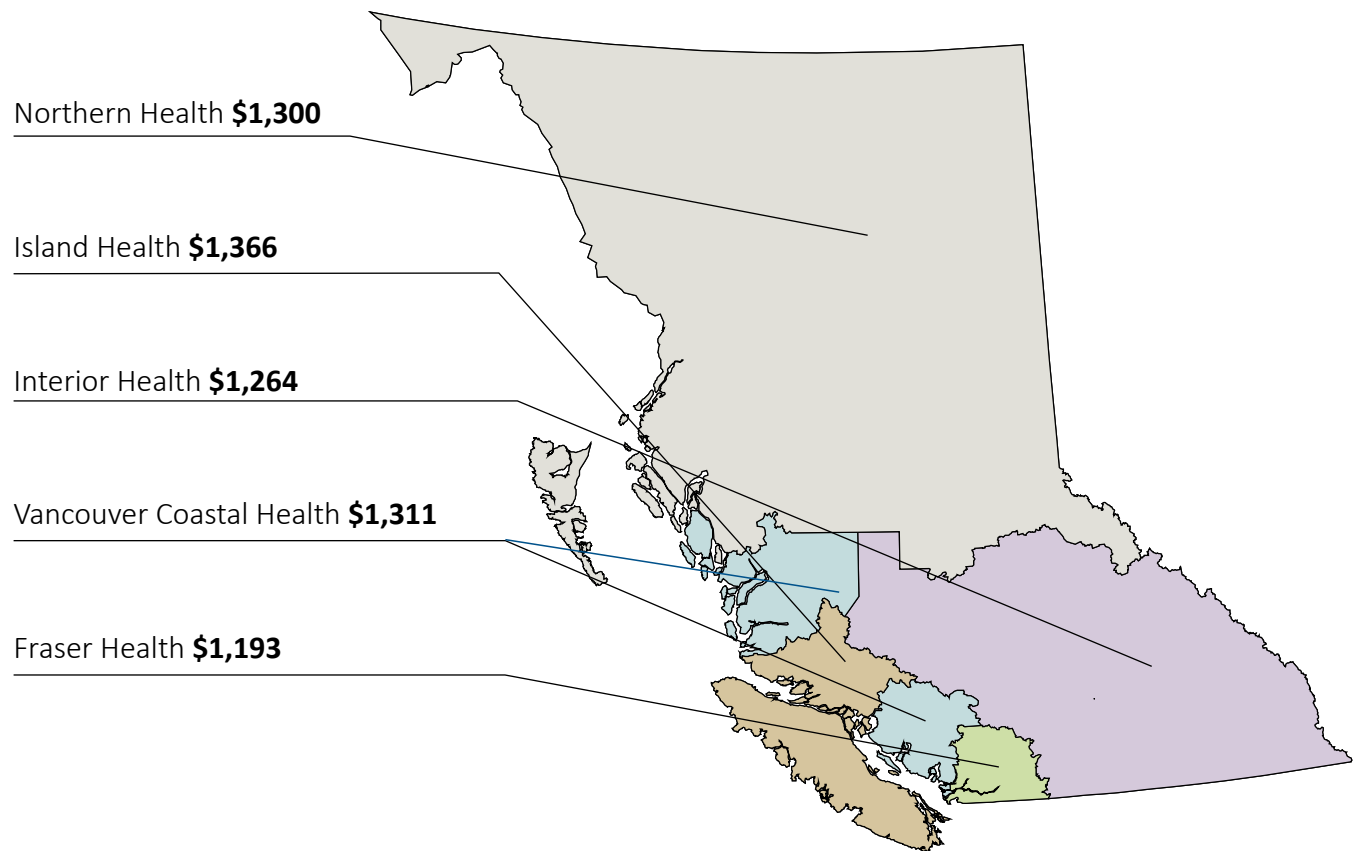 Northern Health $1,300
Island Health $1,366
Interior Health $1,264
Vancouver Coastal Health $1,311
Fraser Health $1,193